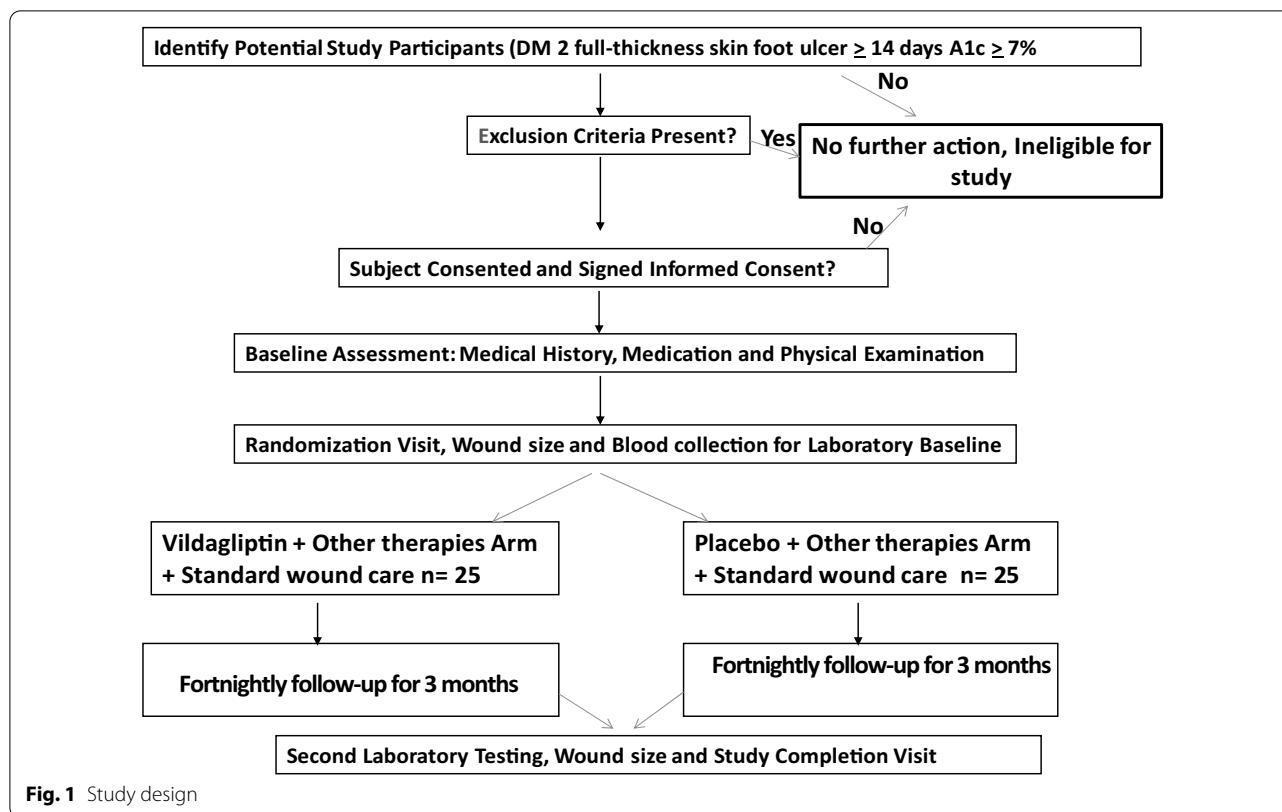 Identify Potential Study Participants (DM 2 full-thickness skin foot ulcer ≥ 14 days A1c ≥ 7%
No
Exclusion Criteria Present?
Yes
No further action, Ineligible for
study
No
Subject Consented and Signed Informed Consent?
Baseline Assessment: Medical History, Medication and Physical Examination
Randomization Visit, Wound size and Blood collection for Laboratory Baseline
Vildagliptin + Other therapies Arm
+ Standard wound care n= 25
Placebo + Other therapies Arm
+ Standard wound care n= 25
Fortnightly follow-up for 3 months
Fortnightly follow-up for 3 months
Second Laboratory Testing, Wound size and Study Completion Visit
Fig. 1 Study design